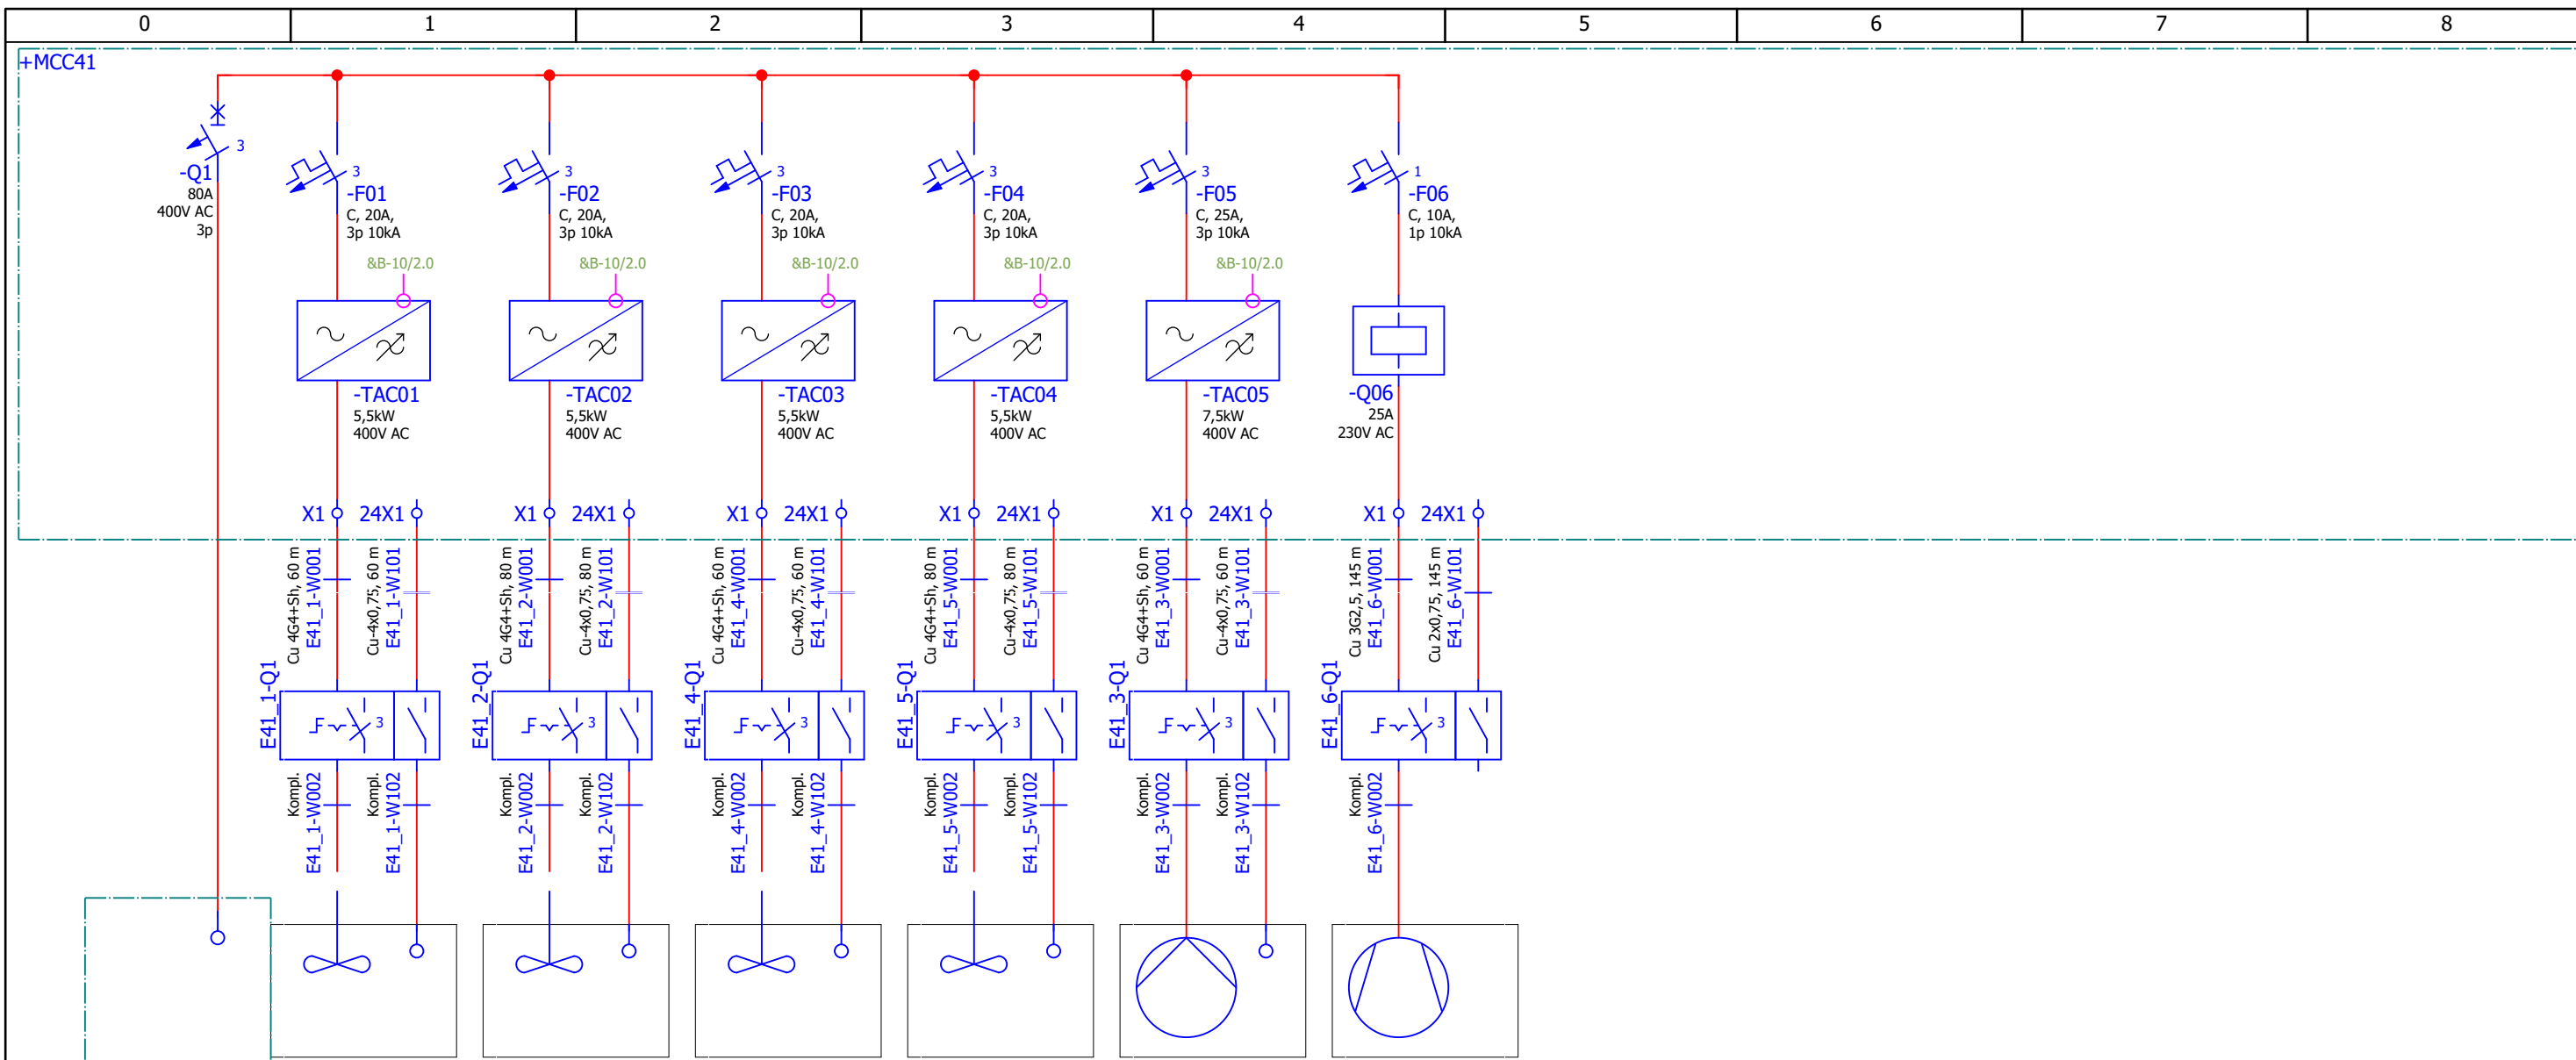 0 1 2 3 4 5 6 7 8
+MCC41
3
-Q1
80A
400V AC
3p
3
-F01
C, 20A,
3p 10kA
&B-10/2.0
-TAC01
5,5kW
400V AC
3
-F02
C, 20A,
3p 10kA
&B-10/2.0
-TAC02
5,5kW
400V AC
3
-F03
C, 20A,
3p 10kA
&B-10/2.0
-TAC03
5,5kW
400V AC
3
-F04
C, 20A,
3p 10kA
&B-10/2.0
-TAC04
5,5kW
400V AC
3
-F05
C, 25A,
3p 10kA
&B-10/2.0
-TAC05
7,5kW
400V AC
1
-F06
C, 10A,
1p 10kA
-Q06
25A
230V AC
X1 24X1 X1 24X1 X1 24X1 X1 24X1 X1 24X1 X1 24X1
Cu 4G4+Sh, 60 m
E41_1-W001
Cu-4x0,75, 60 m
E41_1-W101
Cu 4G4+Sh, 80 m
E41_2-W001
Cu-4x0,75, 80 m
E41_2-W101
Cu 4G4+Sh, 60 m
E41_4-W001
Cu-4x0,75, 60 m
E41_4-W101
Cu 4G4+Sh, 80 m
E41_5-W001
Cu-4x0,75, 80 m
E41_5-W101
Cu 4G4+Sh, 60 m
E41_3-W001
Cu-4x0,75, 60 m
E41_3-W101
Cu 3G2,5, 145 m
E41_6-W001
Cu 2x0,75, 145 m
E41_6-W101
E41_1-Q1
3
E41_2-Q1
3
E41_4-Q1
3
E41_5-Q1
3
E41_3-Q1
3
E41_6-Q1
3
Kompl.
E41_1-W002
Kompl.
E41_1-W102
Kompl.
E41_2-W002
Kompl.
E41_2-W102
Kompl.
E41_4-W002
Kompl.
E41_4-W102
Kompl.
E41_5-W002
Kompl.
E41_5-W102
Kompl.
E41_3-W002
Kompl.
E41_3-W102
Kompl.
E41_6-W002